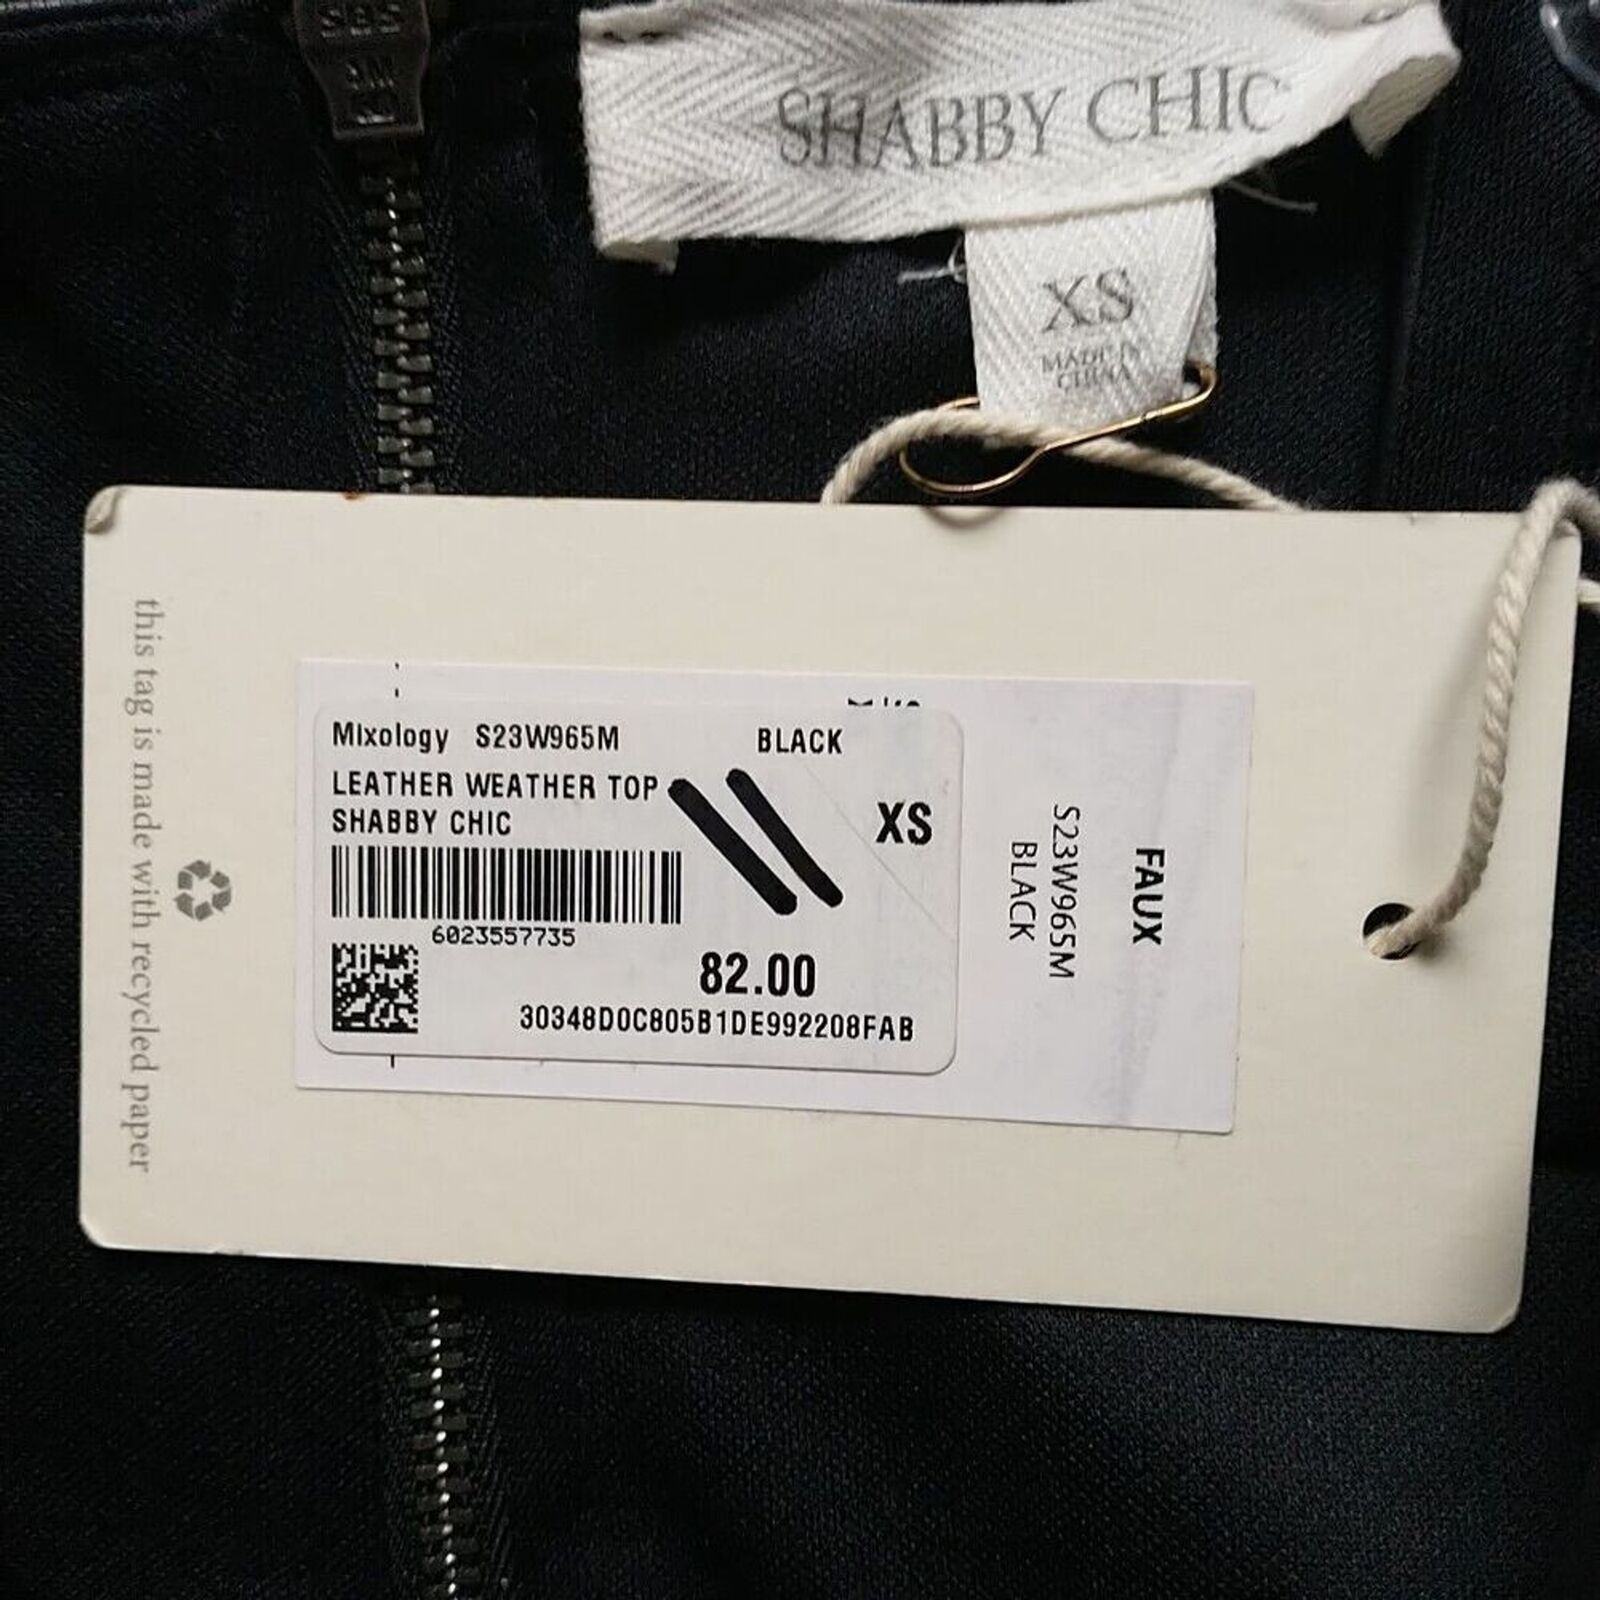 SHABBY CHIC
XS
MADE IN
CHINA
Mixology S23W965M BLACK
LEATHER WEATHER TOP
SHABBY CHIC
XS
6023557735
82.00
30348D0C805B1DE992208FAB
FAUX
S23W965M
BLACK
this tag is made with recycled paper